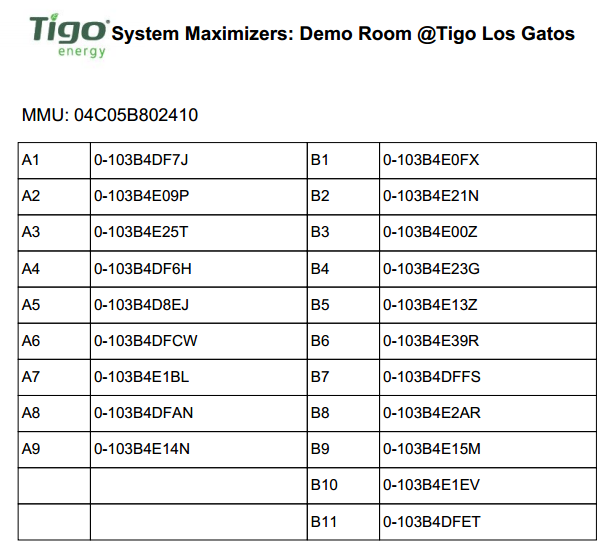 Tigo®
energy
System Maximizers: Demo Room @Tigo Los Gatos
MMU: 04C05B802410
A1 0-103B4DF7J B1 0-103B4E0FX
A2 0-103B4E09P B2 0-103B4E21N
A3 0-103B4E25T B3 0-103B4E00Z
A4 0-103B4DF6H B4 0-103B4E23G
A5 0-103B4D8EJ B5 0-103B4E13Z
A6 0-103B4DFCW B6 0-103B4E39R
A7 0-103B4E1BL B7 0-103B4DFFS
A8 0-103B4DFAN B8 0-103B4E2AR
A9 0-103B4E14N B9 0-103B4E15M
B10 0-103B4E1EV
B11 0-103B4DFET